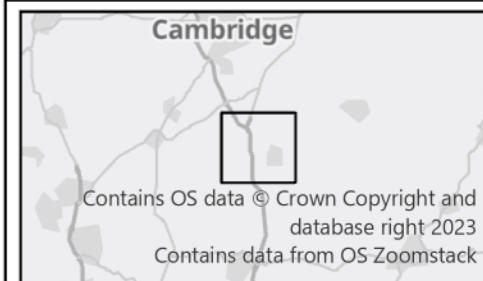 Cambridge
Contains OS data © Crown Copyright and
database right 2023
Contains data from OS Zoomstack